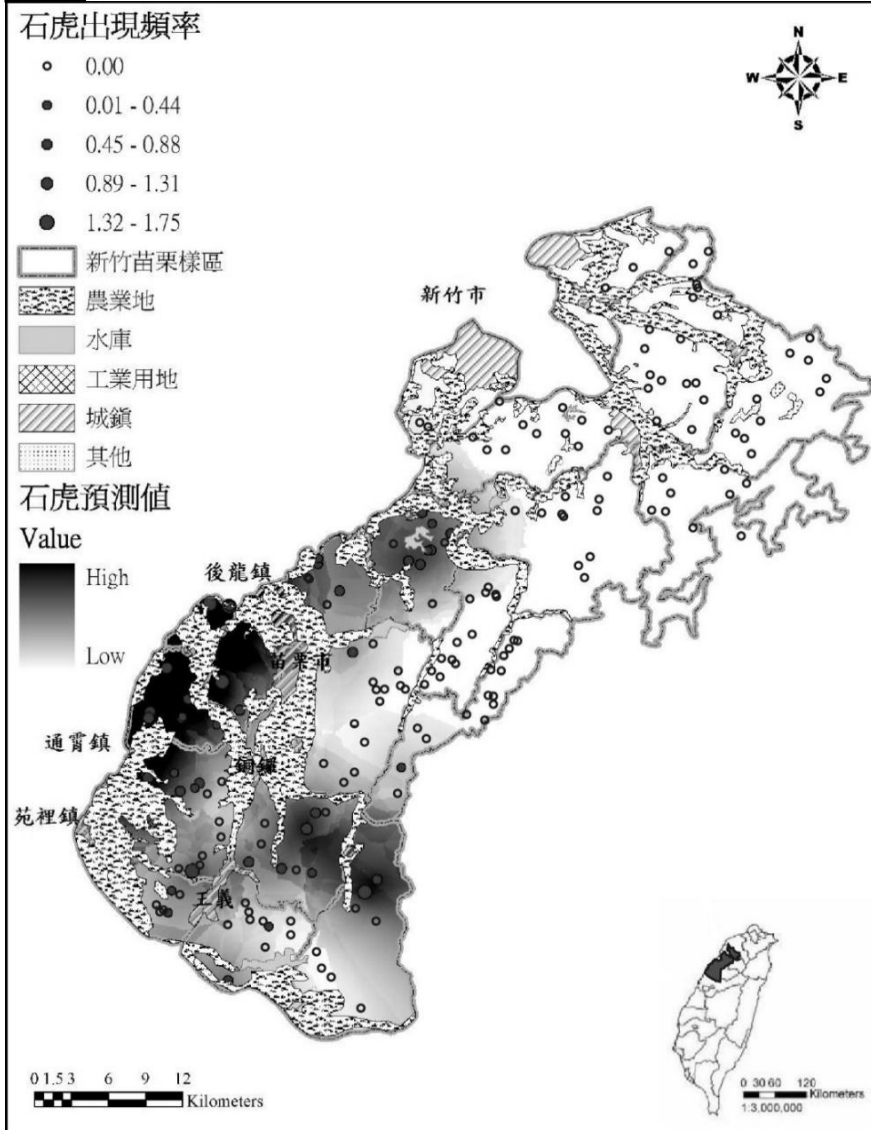 石虎出現頻率
0.00
0.01 - 0.44
0.45 - 0.88
0.89 - 1.31
1.32 - 1.75
新竹苗栗樣區
農業地
水庫
工業用地
城鎮
其他
石虎預測值
Value
High
Low
N
W E
S
新竹市
後龍鎮
苗栗市
通霄鎮
銅鑼
苑裡鎮
王義
0 1.5 3 6 9 12
Kilometers
0 30 60 120
Kilometers
1:3,000,000